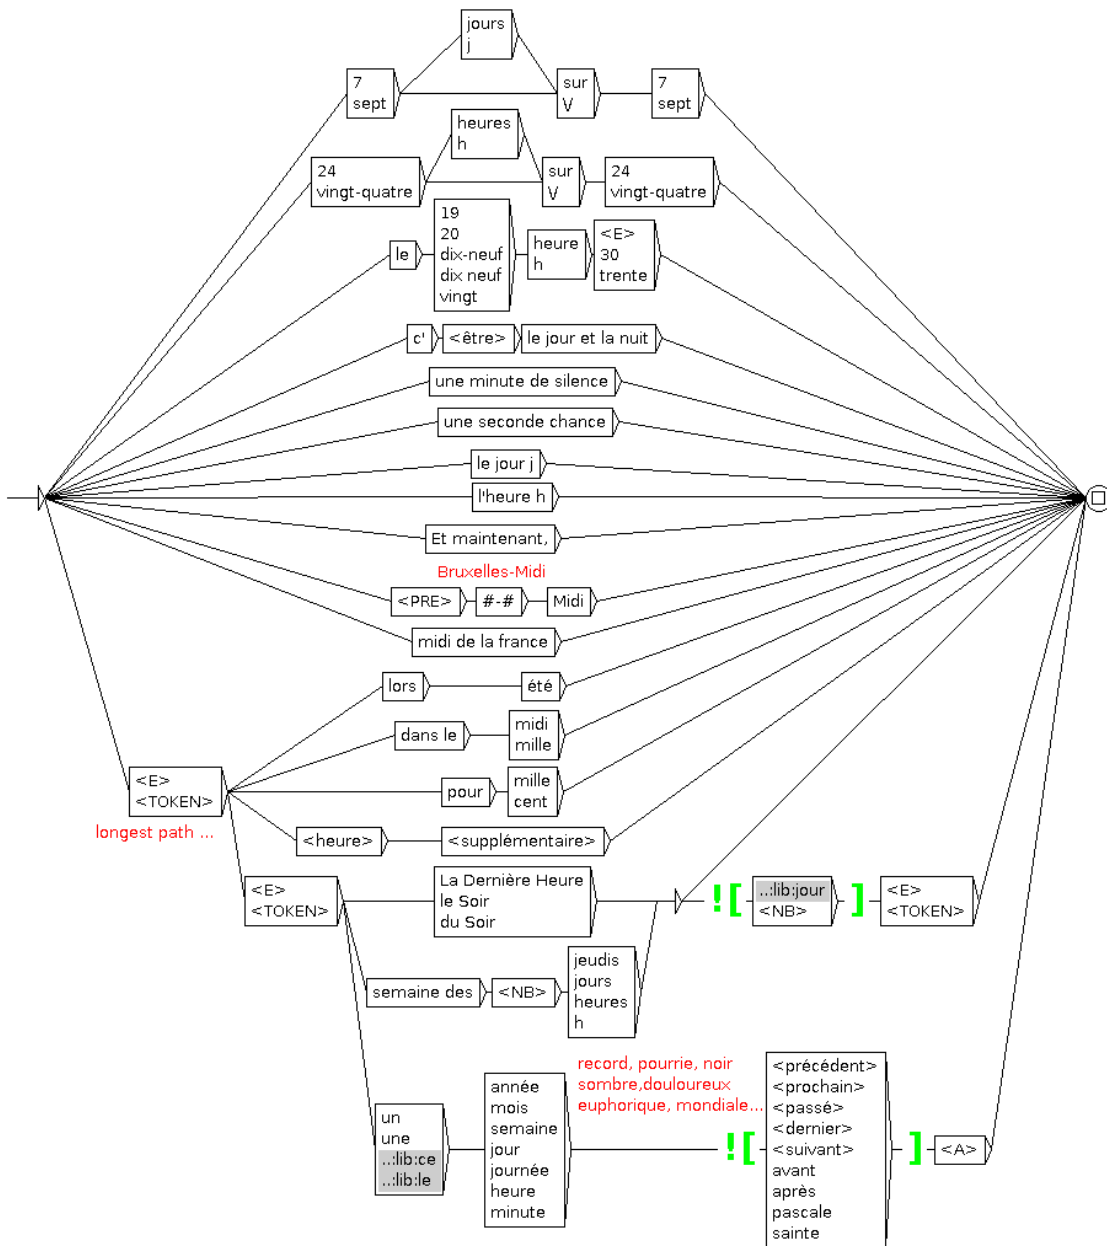 jours
j
7
sept
sur
V
7
sept
heures
h
24
vingt-quatre
sur
V
24
vingt-quatre
le
19
20
dix-neuf
dix neuf
vingt
heure
h
<E>
30
trente
c'
<être>
le jour et la nuit
une minute de silence
une seconde chance
le jour j
l'heure h
Et maintenant,
Bruxelles-Midi
<PRE>
#-#
Midi
midi de la france
lors
été
dans le
midi
mille
<E>
<TOKEN>
longest path ...
pour
mille
cent
<heure>
<supplémentaire>
<E>
<TOKEN>
La Dernière Heure
le Soir
du Soir
![
..:lib:jour
<NB>
]
<E>
<TOKEN>
semaine des
<NB>
jeudis
jours
heures
h
record, pourrie, noir
sombre,douloureux
euphorique, mondiale...
un
une
..:lib:ce
..:lib:le
année
mois
semaine
jour
journée
heure
minute
![
<précédent>
<prochain>
<passé>
<dernier>
<suivant>
avant
après
pascale
sainte
]
<A>